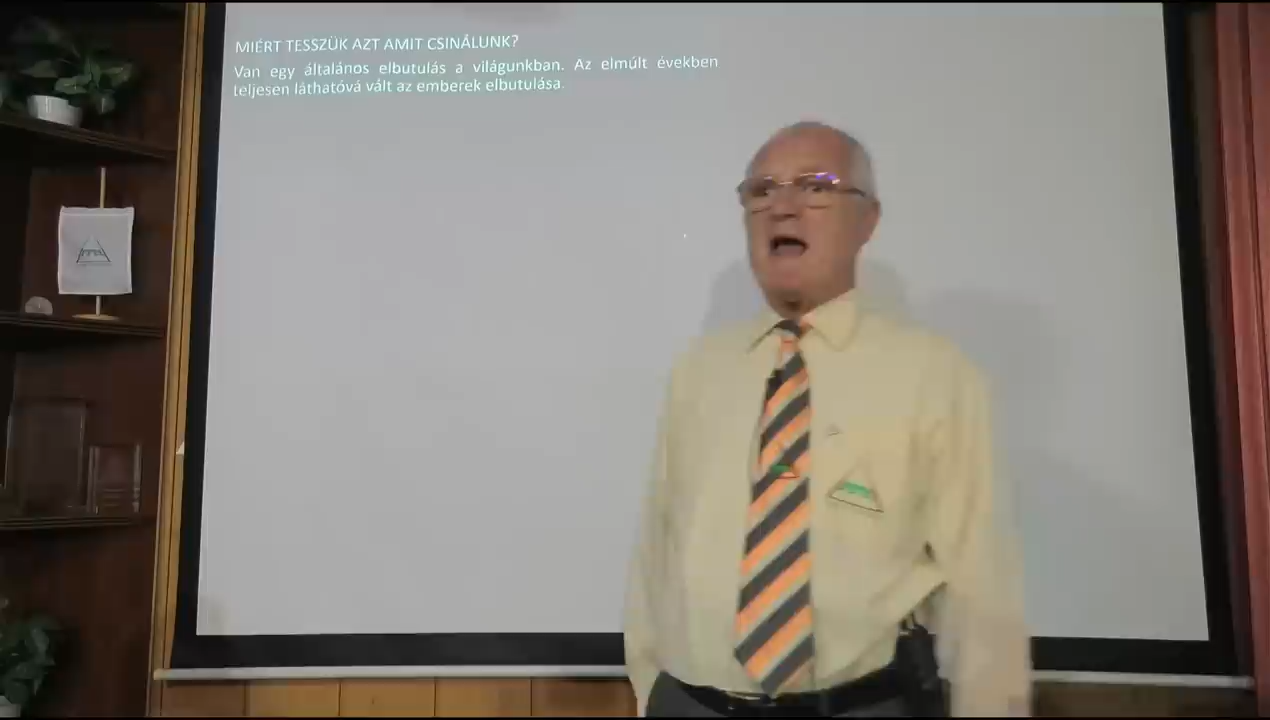 MIÉRT TESSZÜK AZT AMIT CSINÁLUNK?
Van egy általános elbutulás a világunkban. Az elmúlt években
teljesen láthatóvá vált az emberek elbutulása.